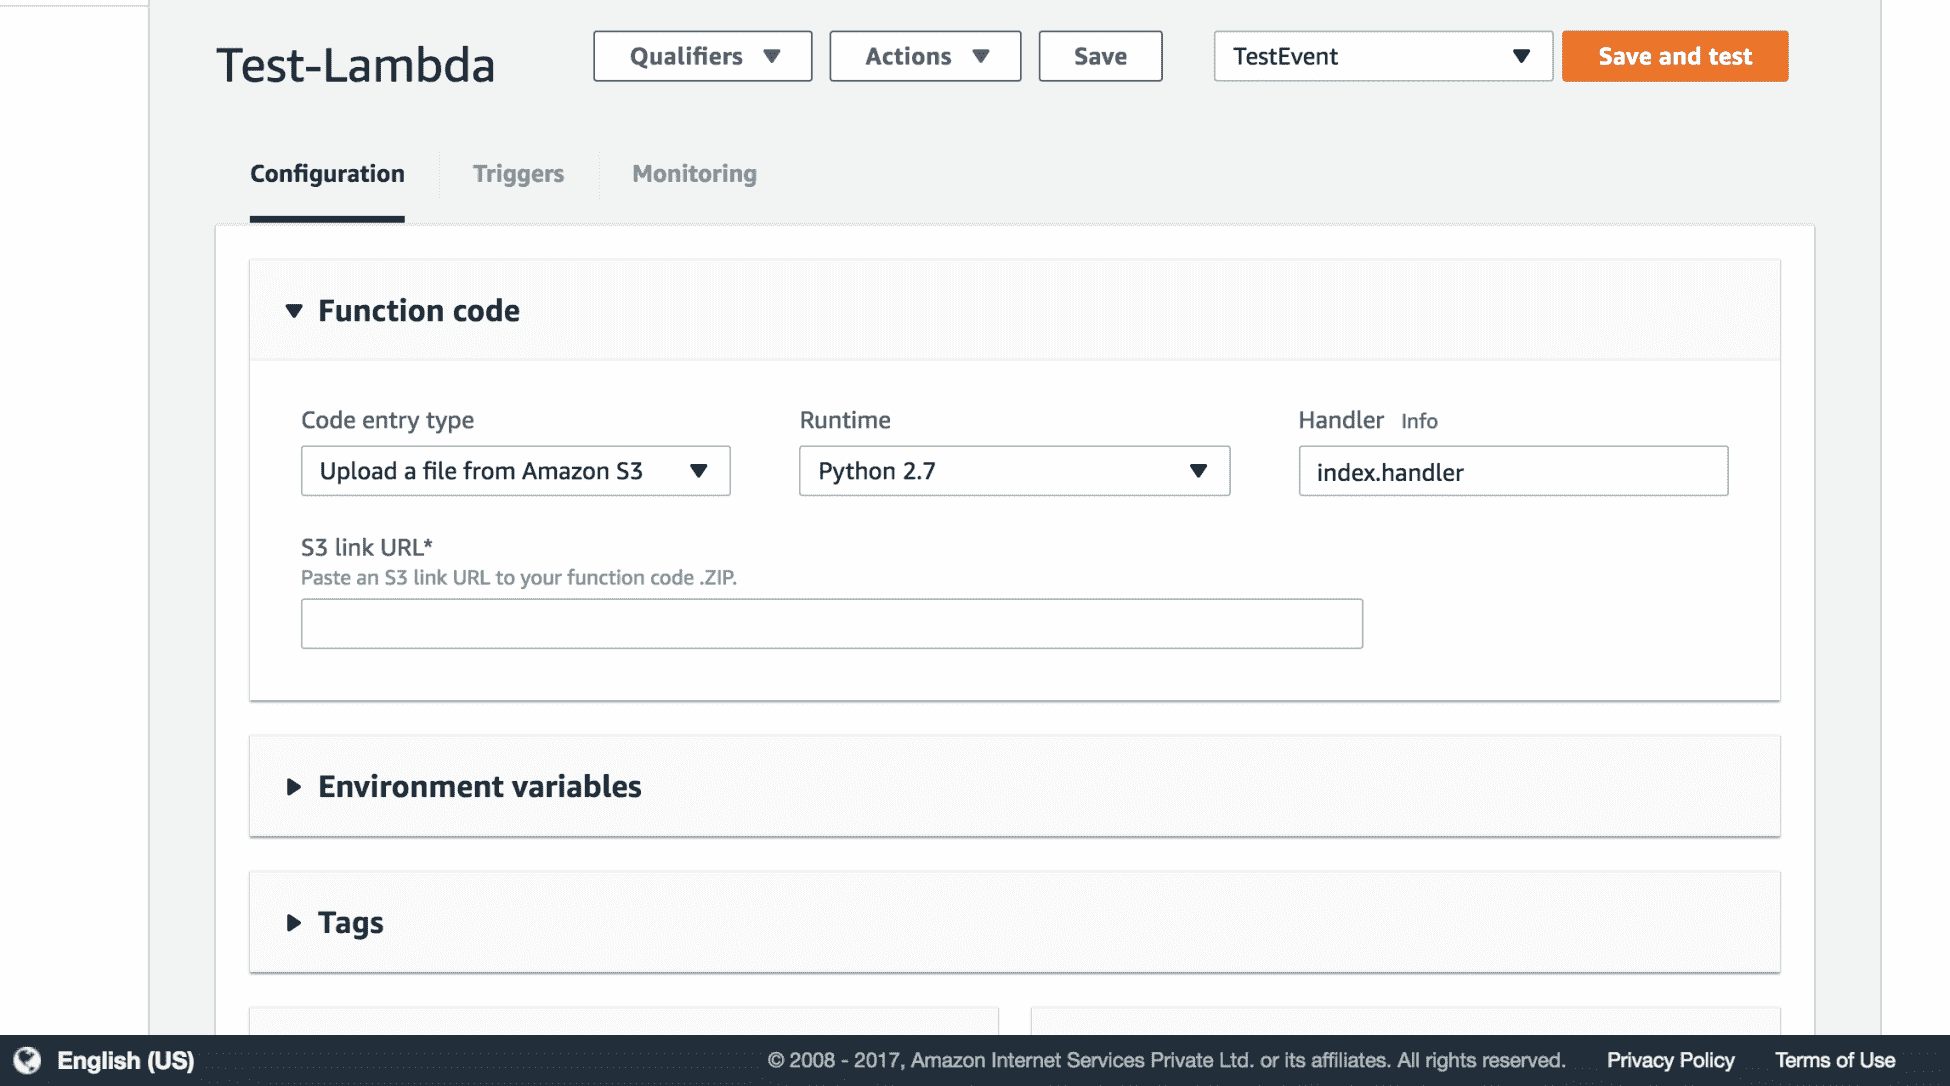 Test-Lambda
Qualifiers
Actions
Save
TestEvent
Save and test
Configuration
Triggers
Monitoring
Function code
Code entry type
Runtime
Handler Info
Upload a file from Amazon S3
Python 2.7
index.handler
S3 link URL*
Paste an S3 link URL to your function code .ZIP.
Environment variables
Tags
English (US)
© 2008 - 2017, Amazon Internet Services Private Ltd. or its affiliates. All rights reserved.
Privacy Policy
Terms of Use